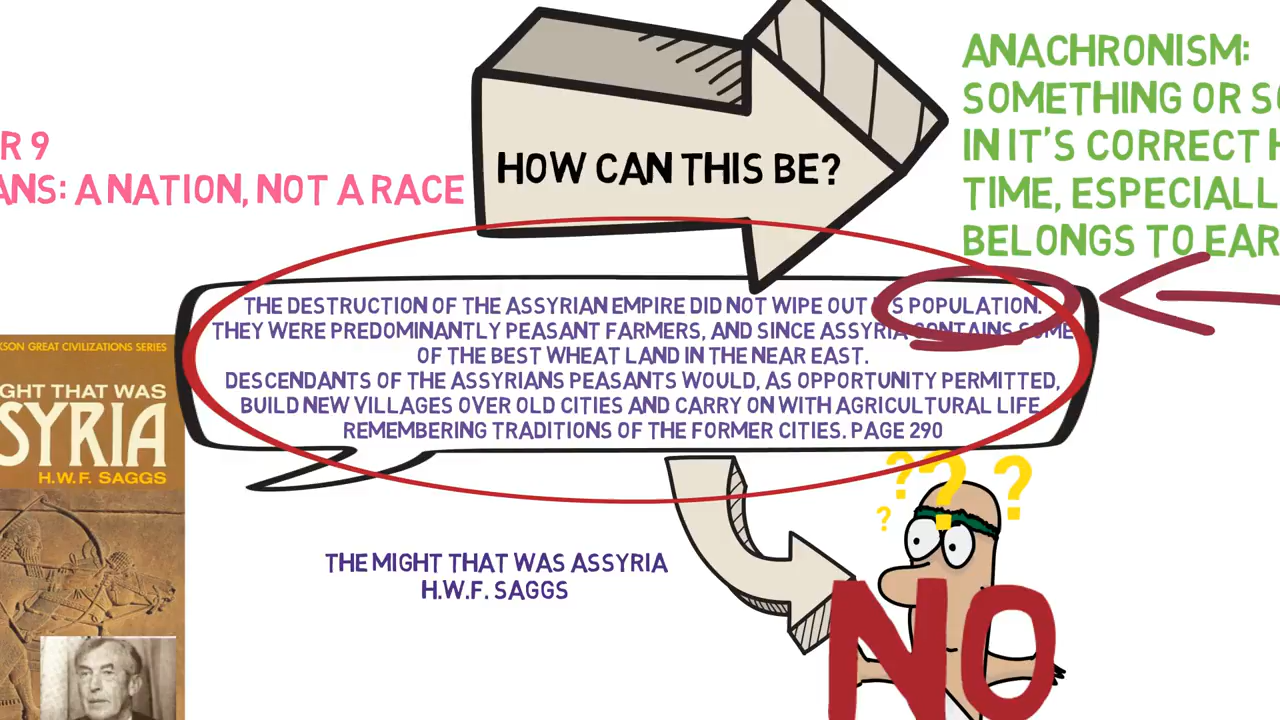 R 9
ANS: A NATION, NOT A RACE
HOW CAN THIS BE?
ANACHRONISM:
SOMETHING OR
IN IT'S CORRECT
TIME, ESPECIALL
BELONGS TO EAR
THE DESTRUCTION OF THE ASSYRIAN EMPIRE DID NOT WIPE OUT ITS POPULATION.
THEY WERE PREDOMINANTLY PEASANT FARMERS, AND SINCE ASSYRIA CONTAINS SOME
OF THE BEST WHEAT LAND IN THE NEAR EAST.
DESCENDANTS OF THE ASSYRIANS PEASANTS WOULD, AS OPPORTUNITY PERMITTED,
BUILD NEW VILLAGES OVER OLD CITIES AND CARRY ON WITH AGRICULTURAL LIFE
REMEMBERING TRADITIONS OF THE FORMER CITIES. PAGE 290
KSON GREAT CIVILIZATIONS SERIES
GHT THAT WAS
SYRIA
H.W.F. SAGGS
THE MIGHT THAT WAS ASSYRIA
H.W.F. SAGGS
? ? ? ?
NO